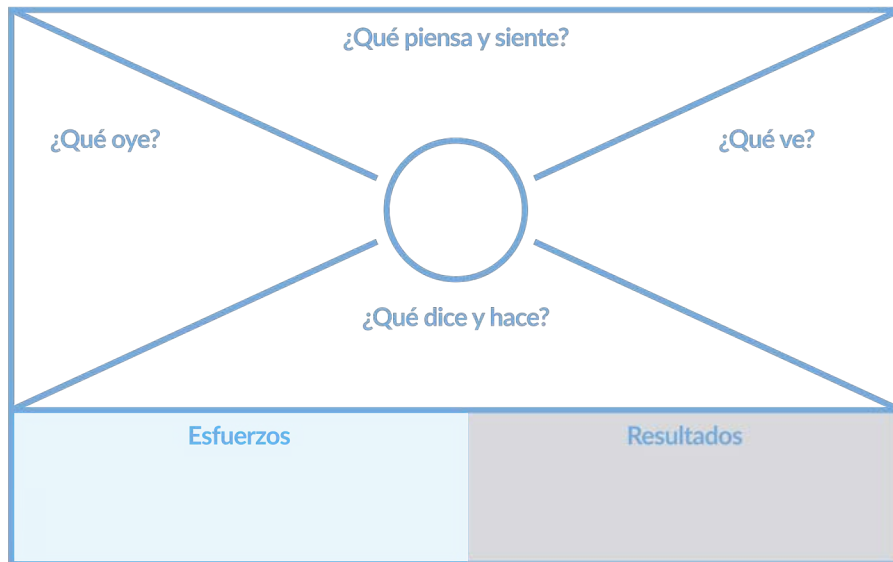 ¿Qué piensa y siente?
¿Qué oye?
¿Qué ve?
¿Qué dice y hace?
Esfuerzos
Resultados